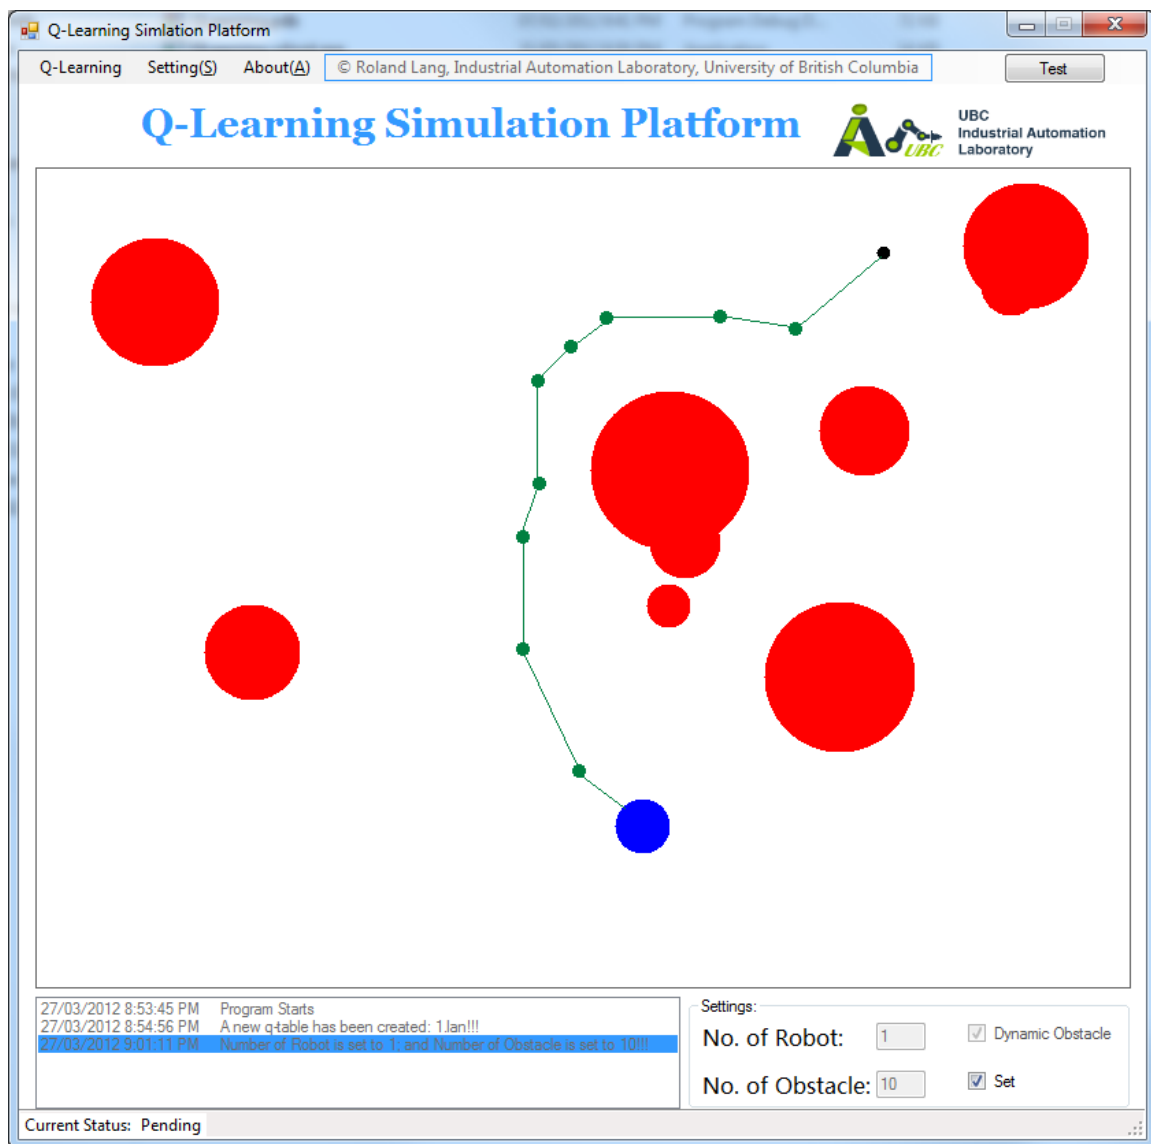 Q-Learning Simlation Platform
Q-Learning Setting(S) About(A) © Roland Lang, Industrial Automation Laboratory, University of British Columbia Test
Q-Learning Simulation Platform
UBC
UBC
Industrial Automation
Laboratory
27/03/2012 8:53:45 PM Program Starts
27/03/2012 8:54:56 PM A new q-table has been created: 1.lan!!!
27/03/2012 9:01:11 PM Number of Robot is set to 1; and Number of Obstacle is set to 10!!!
Settings:
No. of Robot: 1 Dynamic Obstacle
No. of Obstacle: 10 Set
Current Status: Pending